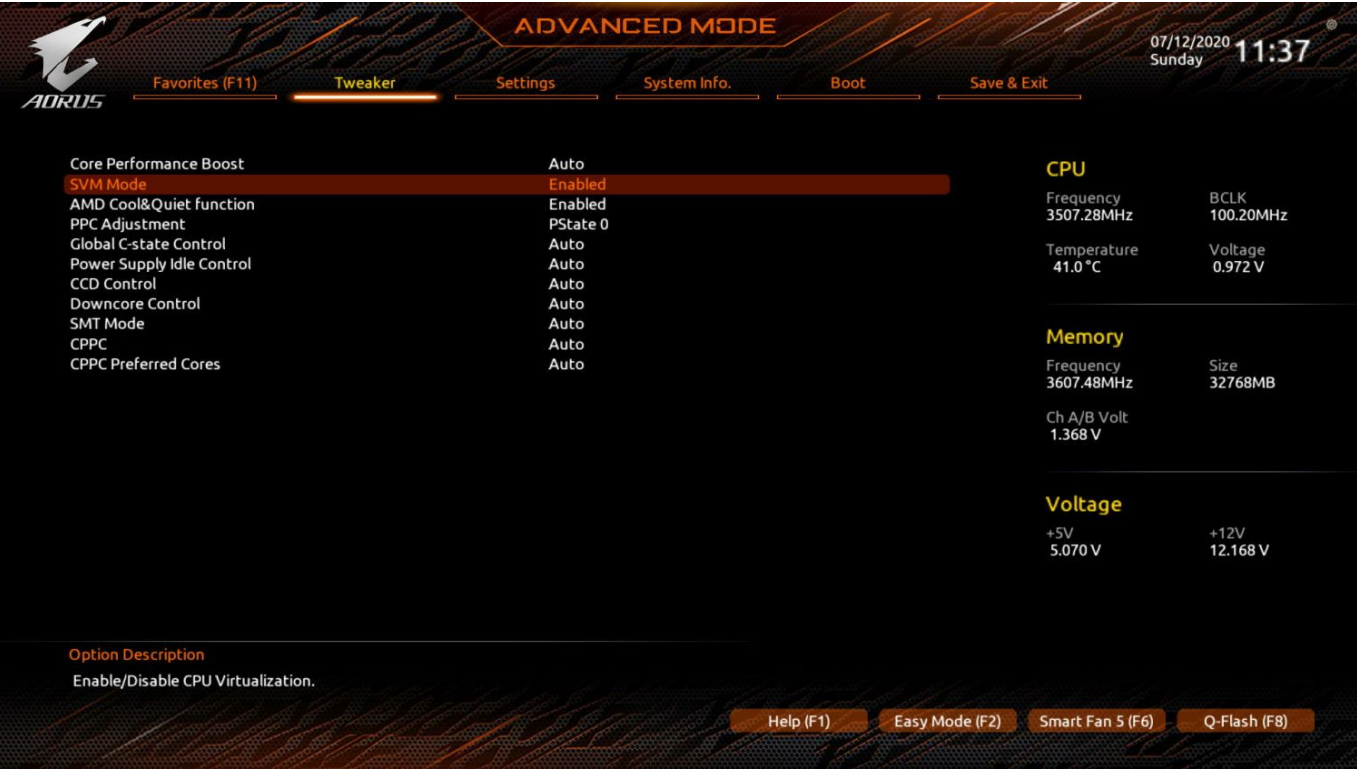 ADVANCED MODE
07/12/2020 11:37
Sunday
AORUS
Favorites (F11) Tweaker Settings System Info. Boot Save & Exit
Core Performance Boost Auto
SVM Mode Enabled
AMD Cool&Quiet function Enabled
PPC Adjustment PState 0
Global C-state Control Auto
Power Supply Idle Control Auto
CCD Control Auto
Downcore Control Auto
SMT Mode Auto
CPPC Auto
CPPC Preferred Cores Auto
CPU
Frequency BCLK
3507.28MHz 100.20MHz
Temperature Voltage
41.0 °C 0.972 V
Memory
Frequency Size
3607.48MHz 32768MB
Ch A/B Volt
1.368 V
Voltage
+5V +12V
5.070 V 12.168 V
Option Description
Enable/Disable CPU Virtualization.
Help (F1) Easy Mode (F2) Smart Fan 5 (F6) Q-Flash (F8)